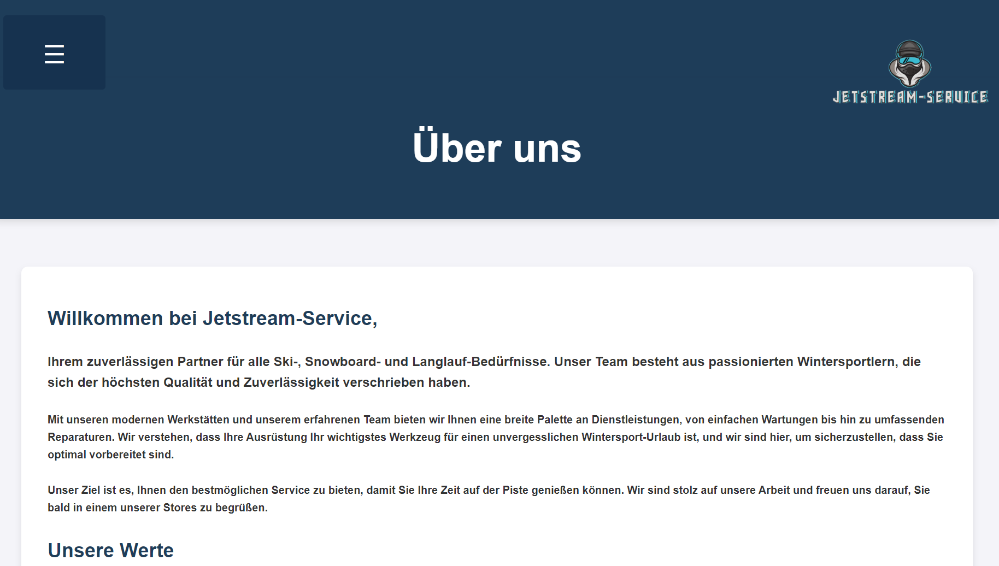 ☰
JETSTREAM-SERVICE
Über uns
Willkommen bei Jetstream-Service,
Ihrem zuverlässigen Partner für alle Ski-, Snowboard- und Langlauf-Bedürfnisse. Unser Team besteht aus passionierten Wintersportlern, die
sich der höchsten Qualität und Zuverlässigkeit verschrieben haben.
Mit unseren modernen Werkstätten und unserem erfahrenen Team bieten wir Ihnen eine breite Palette an Dienstleistungen, von einfachen Wartungen bis hin zu umfassenden
Reparaturen. Wir verstehen, dass Ihre Ausrüstung Ihr wichtigstes Werkzeug für einen unvergesslichen Wintersport-Urlaub ist, und wir sind hier, um sicherzustellen, dass Sie
optimal vorbereitet sind.
Unser Ziel ist es, Ihnen den bestmöglichen Service zu bieten, damit Sie Ihre Zeit auf der Piste genießen können. Wir sind stolz auf unsere Arbeit und freuen uns darauf, Sie
bald in einem unserer Stores zu begrüßen.
Unsere Werte